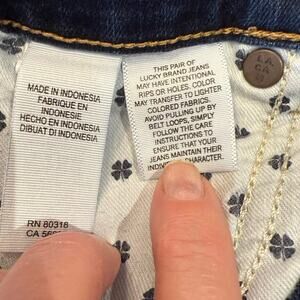 MADE IN INDONESIA
FABRIQUE EN
INDONESIE
HECHO EN INDONESIA
DIBUAT DI INDONESIA
RN 80318
CA
THIS PAIR OF
LUCKY BRAND JEANS
MAY HAVE INTENTIONAL
RIPS OR HOLES. COLOR
MAY TRANSFER TO LIGHTER
COLORED FABRICS.
AVOID PULLING UP BY
BELT LOOPS, SIMPLY
FOLLOW THE CARE
INSTRUCTIONS TO
ENSURE THAT YOUR
JEANS MAINTAIN THEIR
CHARACTER.